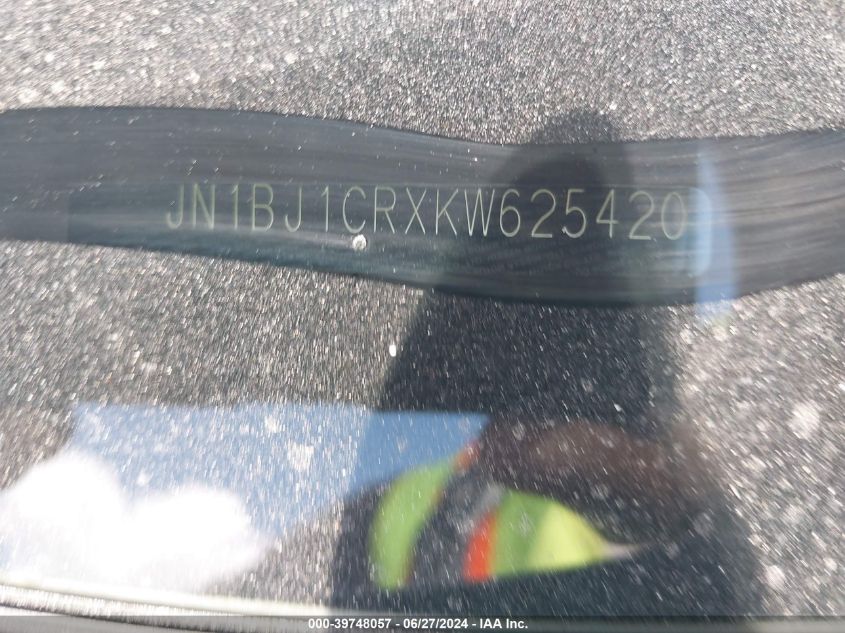 JN1BJ1CRXKW625420
000-39748057 - 06/27/2024 - IAA Inc.